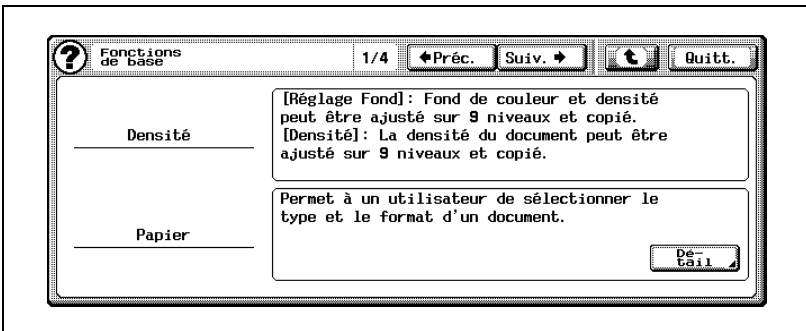 ?
Fonctions
de base
1/4
Préc.
Suiv.
Quitt.
Densité
[Réglage Fond]: Fond de couleur et densité
peut être ajusté sur 9 niveaux et copié.
[Densité]: La densité du document peut être
ajusté sur 9 niveaux et copié.
Papier
Permet à un utilisateur de sélectionner le
type et le format d'un document.
Dé-
tail